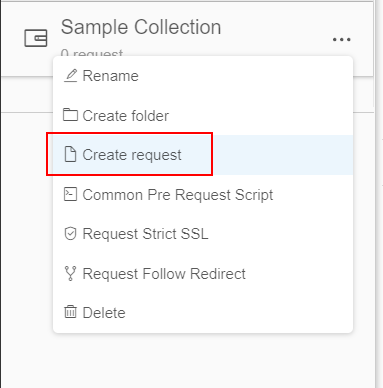 Sample Collection
0 request
Rename
Create folder
Create request
Common Pre Request Script
Request Strict SSL
Request Follow Redirect
Delete